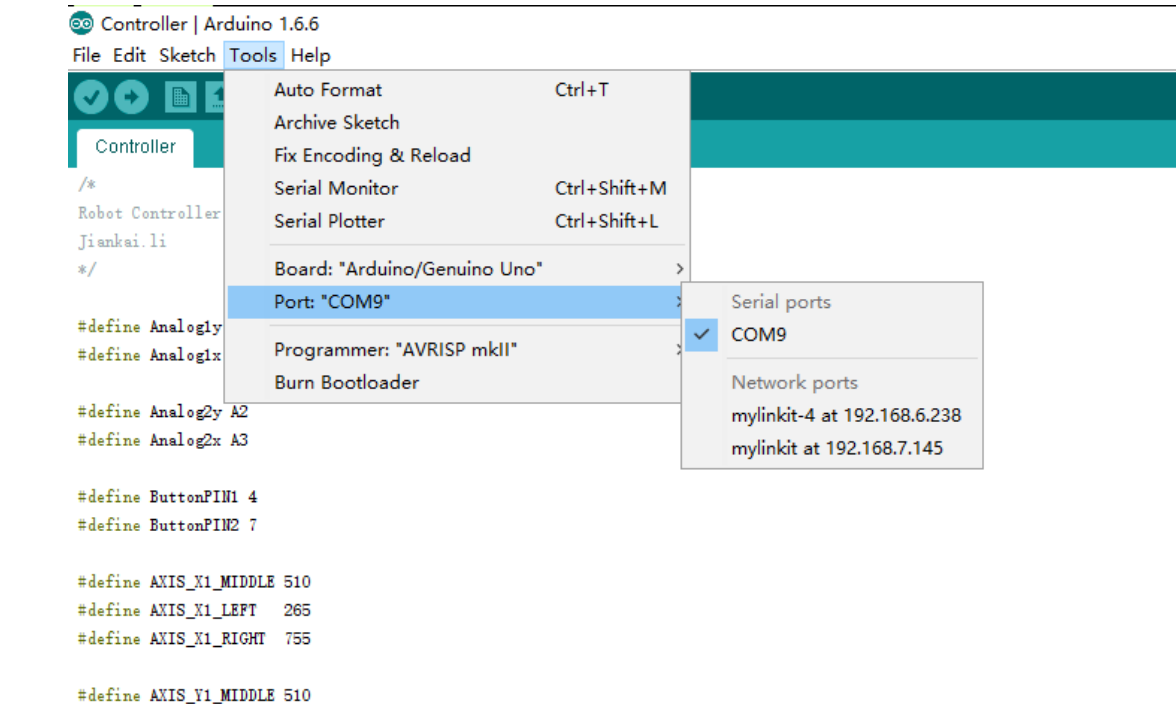 Controller | Arduino 1.6.6
File Edit Sketch Tools Help
Auto Format Ctrl+T
Archive Sketch
Fix Encoding & Reload
Serial Monitor Ctrl+Shift+M
Serial Plotter Ctrl+Shift+L
Board: "Arduino/Genuino Uno"
Port: "COM9"
Programmer: "AVRISP mkII"
Burn Bootloader
Serial ports
COM9
Network ports
mylinkit-4 at 192.168.6.238
mylinkit at 192.168.7.145
Controller
/*
Robot Controller
Jiankai.li
*/
#define Analog1y
#define Analog1x
#define Analog2y A2
#define Analog2x A3
#define ButtonPIN1 4
#define ButtonPIN2 7
#define AXIS_X1_MIDDLE 510
#define AXIS_X1_LEFT 265
#define AXIS_X1_RIGHT 755
#define AXIS_Y1_MIDDLE 510